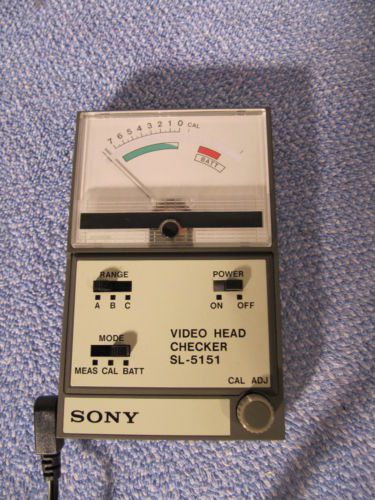 7 6 5 4 3 2 1 0 CAL
BATT
RANGE
A B C
POWER
ON OFF
MODE
MEAS CAL BATT
VIDEO HEAD
CHECKER
SL-5151
CAL ADJ
SONY